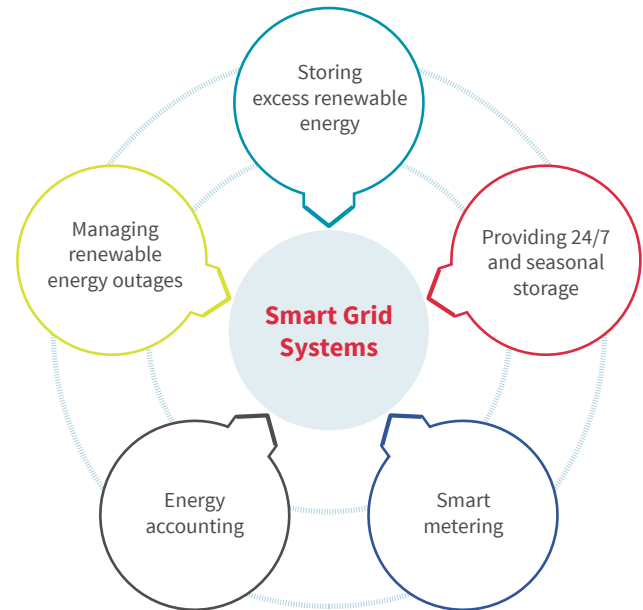 Storing
excess renewable
energy
Managing
renewable
energy outages
Providing 24/7
and seasonal
storage
Smart Grid
Systems
Energy
accounting
Smart
metering